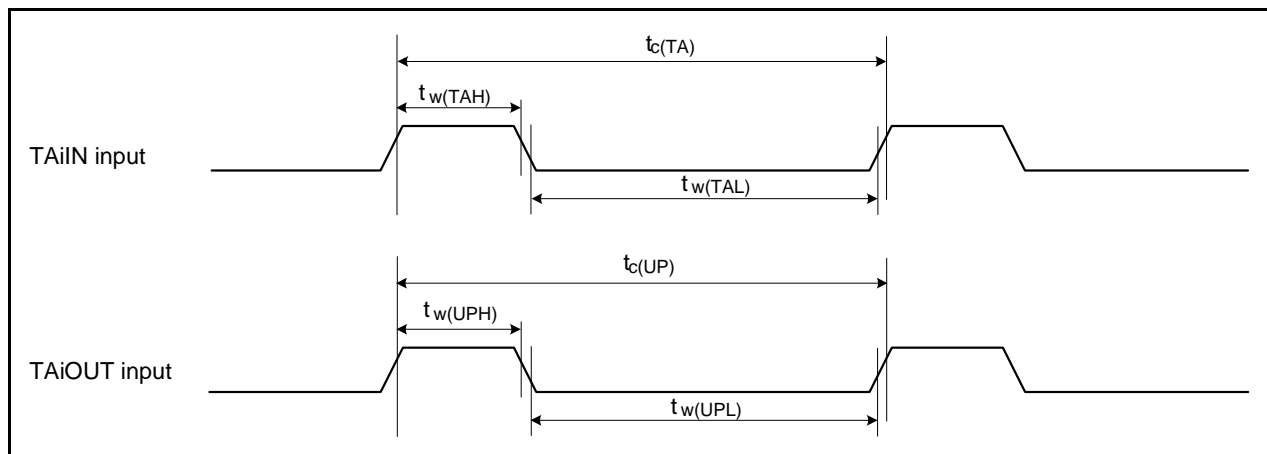 tc(TA)
tw(TAH)
TAiIN input
tw(TAL)
tc(UP)
tw(UPH)
TAiOUT input
tw(UPL)